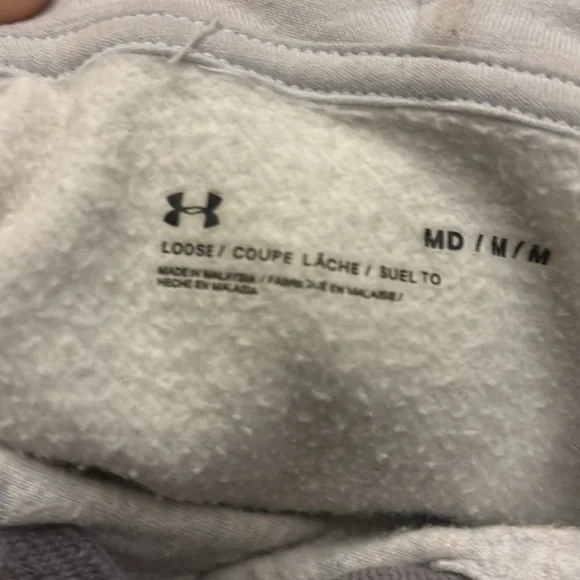 MD / M / M
LOOSE / COUPE LÂCHE / SUELTO
MADE IN MALAYSIA / FABRIQUÉ EN MALAISIE /
HECHO EN MALASIA